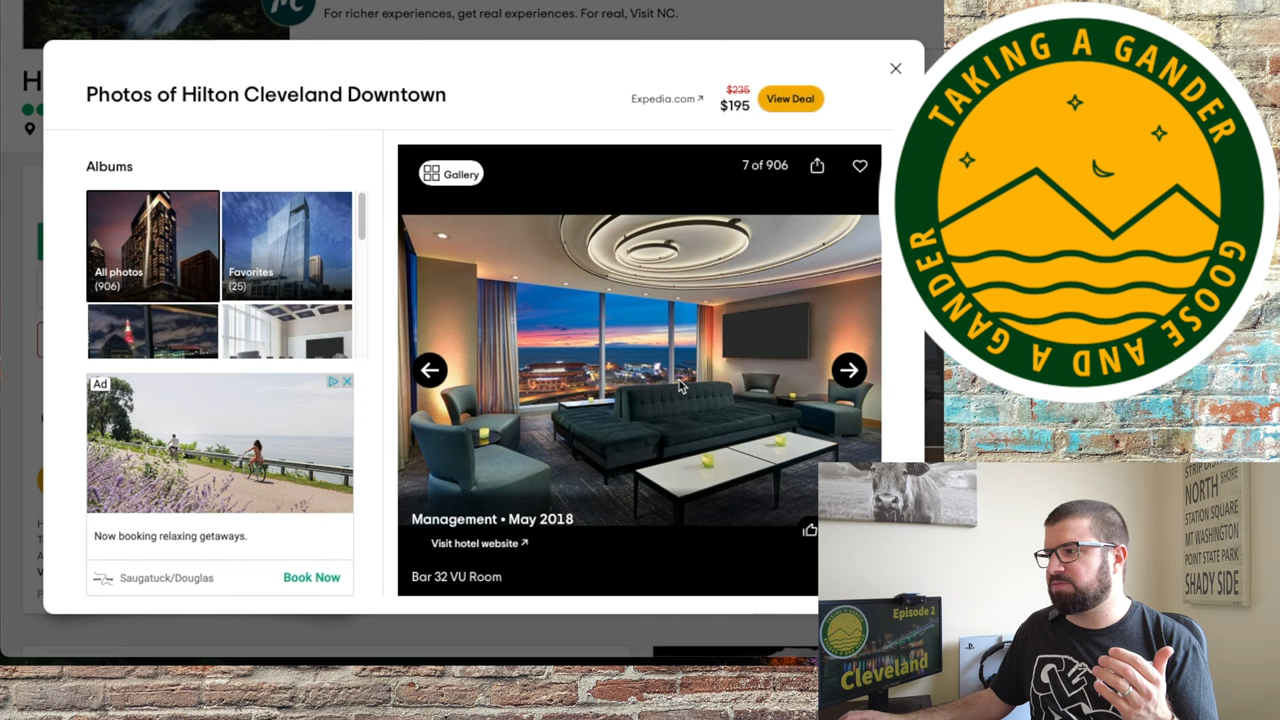 For richer experiences, get real experiences. For real, Visit NC.
H
Photos of Hilton Cleveland Downtown
Expedia.com
$235
$195
View Deal
Albums
All photos
(906)
Favorites
(25)
Gallery
7 of 906
Management • May 2018
Visit hotel website
Bar 32 VU Room
Ad
Now booking relaxing getaways.
Saugatuck/Douglas
Book Now
TAKING A GANDER
GOOSE AND A GANDER
Episode 2
Cleveland
STRIP
NORTH SHORE
STATION SQUARE
MT WASHINGTON
POINT STATE PARK
SHADY SIDE